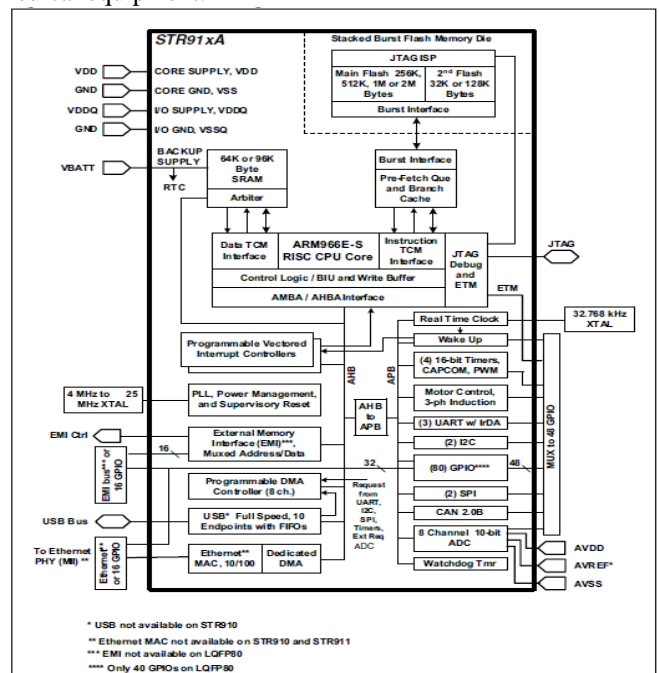 STR91xA
Stacked Burst Flash Memory Die
JTAG ISP
Main Flash 256K,
512K, 1M or 2M
Bytes
2nd Flash
32K or 128K
Bytes
Burst Interface
VDD
CORE SUPPLY, VDD
GND
CORE GND, VSS
VDDQ
I/O SUPPLY, VDDQ
GND
I/O GND, VSSQ
VBATT
BACKUP
SUPPLY
RTC
64K or 96K
Byte
SRAM
Arbiter
Burst Interface
Pre-Fetch Que
and Branch
Cache
Data TCM
Interface
ARM966E-S
RISC CPU Core
Instruction
TCM
Interface
Control Logic / BIU and Write Buffer
AMBA / AHBA Interface
JTAG
Debug
and
ETM
JTAG
ETM
Real Time Clock
32.768 kHz
XTAL
Wake Up
Programmable Vectored
Interrupt Controllers
(4) 16-bit Timers,
CAPCOM, PWM
AHB
APB
4 MHz to 25
MHz XTAL
PLL, Power Management,
and Supervisory Reset
Motor Control,
3-ph Induction
AHB
to
APB
(3) UART w/ IrDA
(2) I2C
EMI Ctrl
External Memory
Interface (EMI)***,
Muxed Address/Data
16
EMI bus*** or
16 GPIO
32
(80) GPIO****
48
MUX to 48 GPIO
Programmable DMA
Controller (8 ch.)
Request
from
UART,
I2C,
SPI,
Timers,
Ext Req
ADC
(2) SPI
CAN 2.0B
USB Bus
USB* Full Speed, 10
Endpoints with FIFOs
8 Channel 10-bit
ADC
AVDD
AVREF*
AVSS
To Ethernet
PHY (MII) **
Ethernet**
or 16 GPIO
Ethernet**
MAC, 10/100
Dedicated
DMA
Watchdog Tmr
* USB not available on STR910
** Ethernet MAC not available on STR910 and STR911
*** EMI not available on LQFP80
**** Only 40 GPIOs on LQFP80